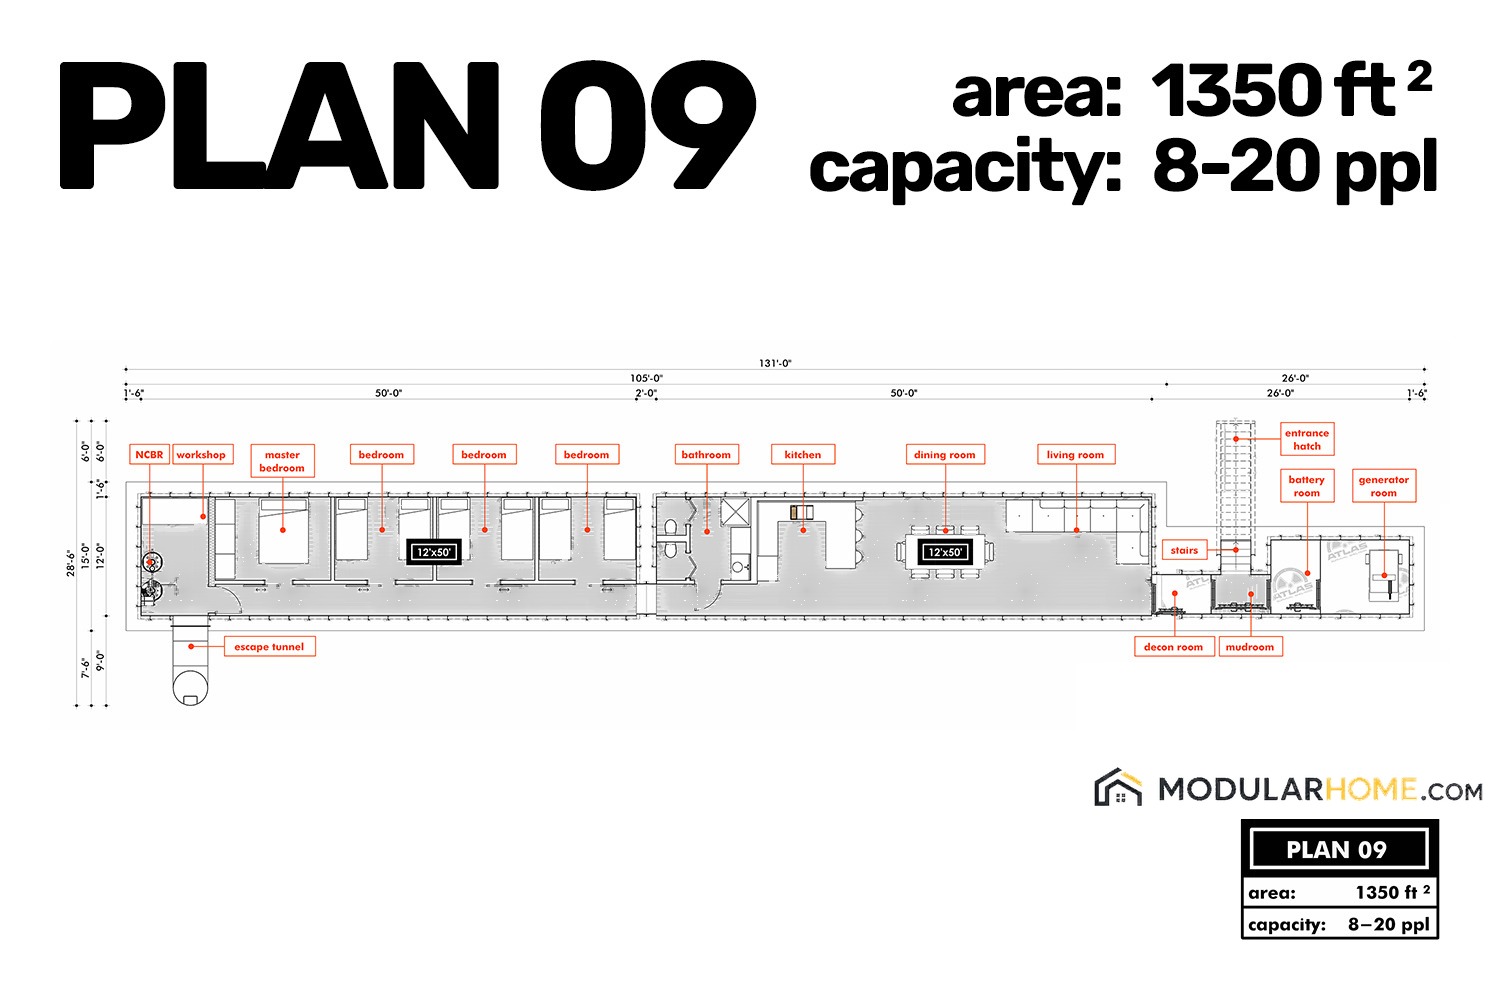 PLAN 09
area: 1350 ft 2
capacity: 8-20 ppl
131'-0"
105'-0"
26'-0"
1'-6"
50'-0"
2'-0"
50'-0"
26'-0"
1'-6"
6'-0"
6'-0"
1'-6"
28'-6"
15'-0"
12'-0"
7'-6"
9'-0"
NCBR
workshop
master
bedroom
bedroom
bedroom
bedroom
bathroom
kitchen
dining room
living room
entrance
hatch
battery
room
generator
room
12'x50'
12'x50'
stairs
ATLAS
ATLAS
ATLAS
escape tunnel
decon room
mudroom
MODULARHOME.COM
PLAN 09
area: 1350 ft 2
capacity: 8–20 ppl